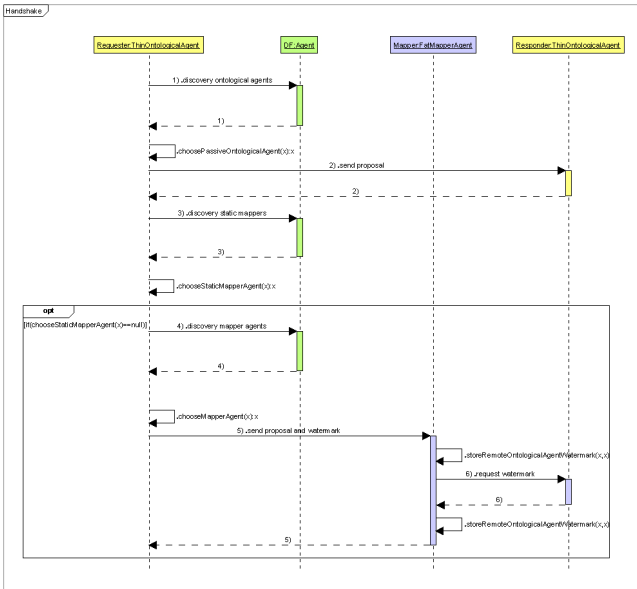 Handshake
Requester:ThinOntologicalAgent
DF:Agent
Mapper:FatMapperAgent
Responder:ThinOntologicalAgent
1) .discovery ontological agents
1)
.choosePassiveOntologicalAgent(x):x
2) .send proposal
2)
3) .discovery static mappers
3)
.chooseStaticMapperAgent(x):x
opt
[if(chooseStaticMapperAgent(x)==null)]
4) .discovery mapper agents
4)
.chooseMapperAgent(x):x
5) .send proposal and watermark
.storeRemoteOntologicalAgentWatermark(x,x)
6) .request watermark
6)
.storeRemoteOntologicalAgentWatermark(x,x)
5)